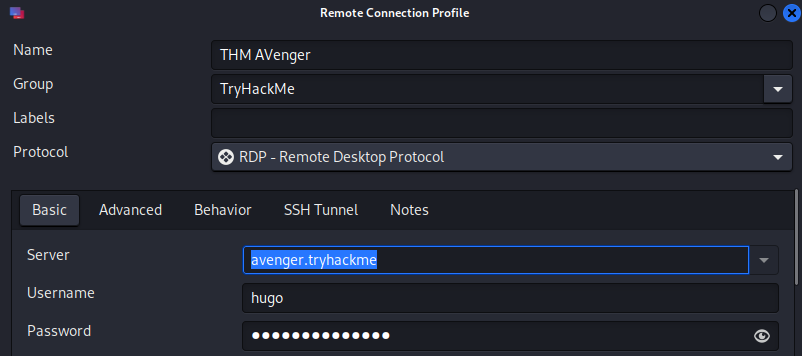 Remote Connection Profile
Name THM AVenger
Group TryHackMe
Labels
Protocol RDP - Remote Desktop Protocol
Basic Advanced Behavior SSH Tunnel Notes
Server avenger.tryhackme
Username hugo
Password ●●●●●●●●●●●●●●